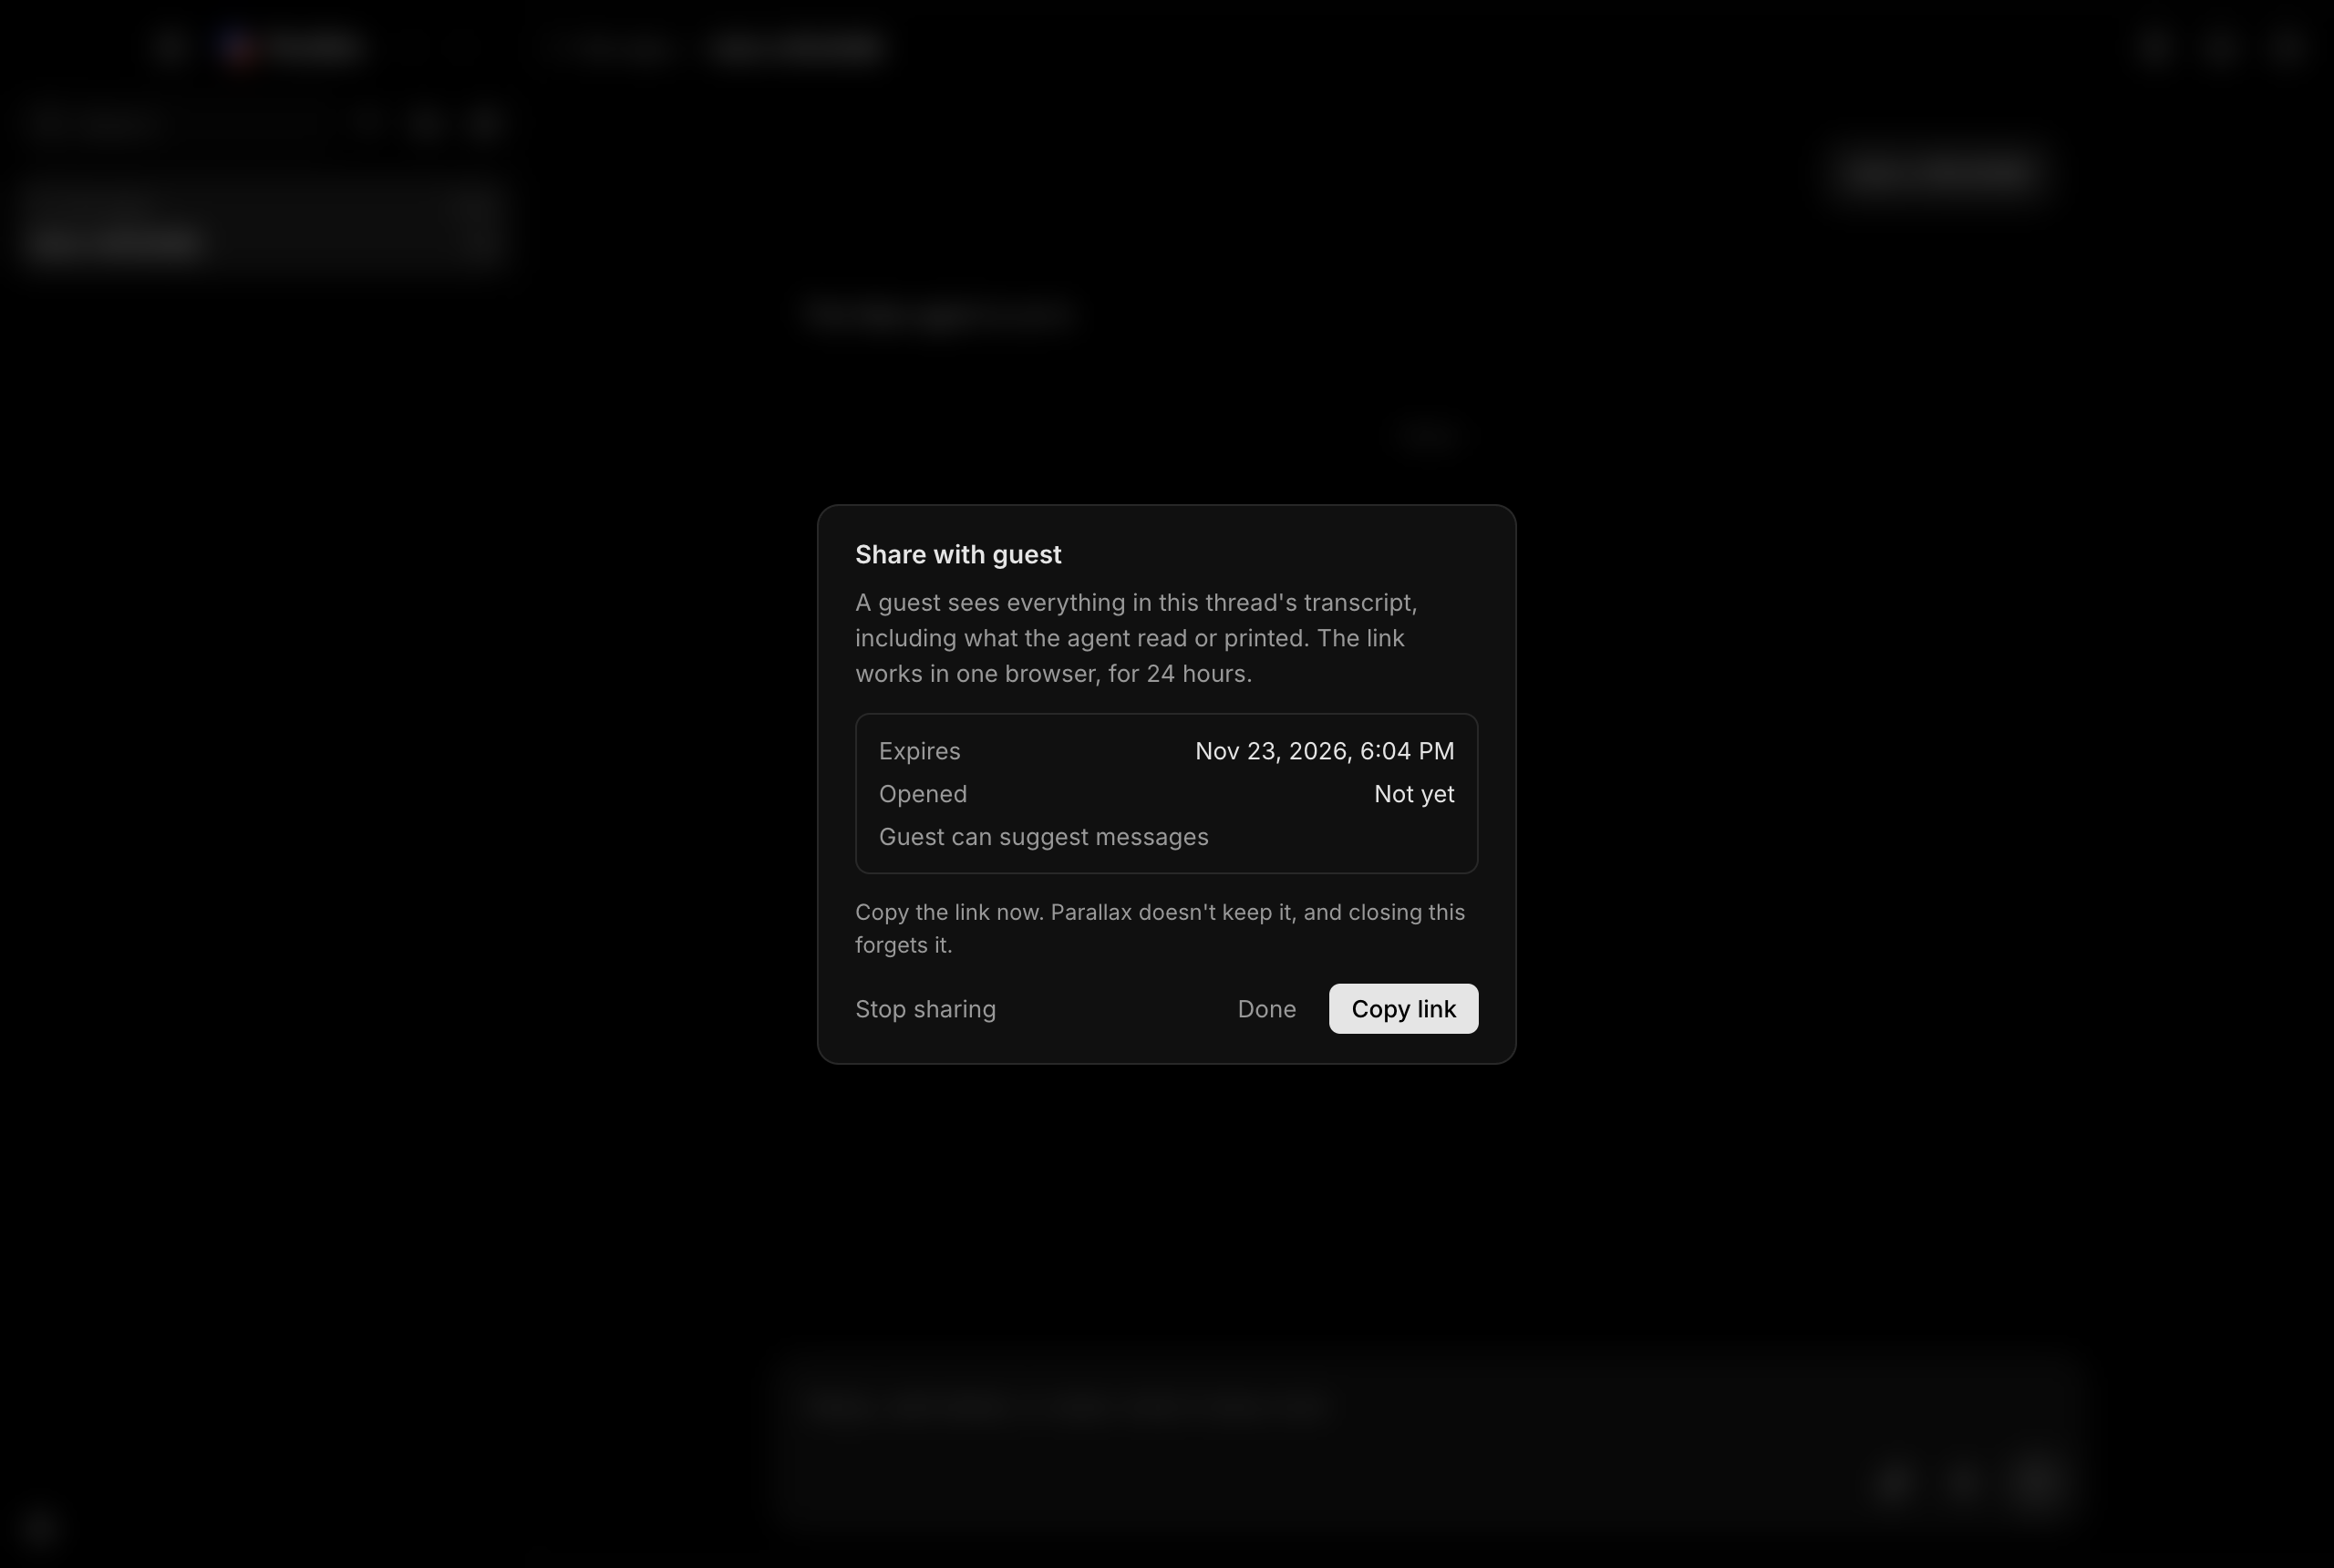 Share with guest
A guest sees everything in this thread's transcript,
including what the agent read or printed. The link
works in one browser, for 24 hours.
Expires Nov 23, 2026, 6:04 PM
Opened Not yet
Guest can suggest messages
Copy the link now. Parallax doesn't keep it, and closing this
forgets it.
Stop sharing Done Copy link